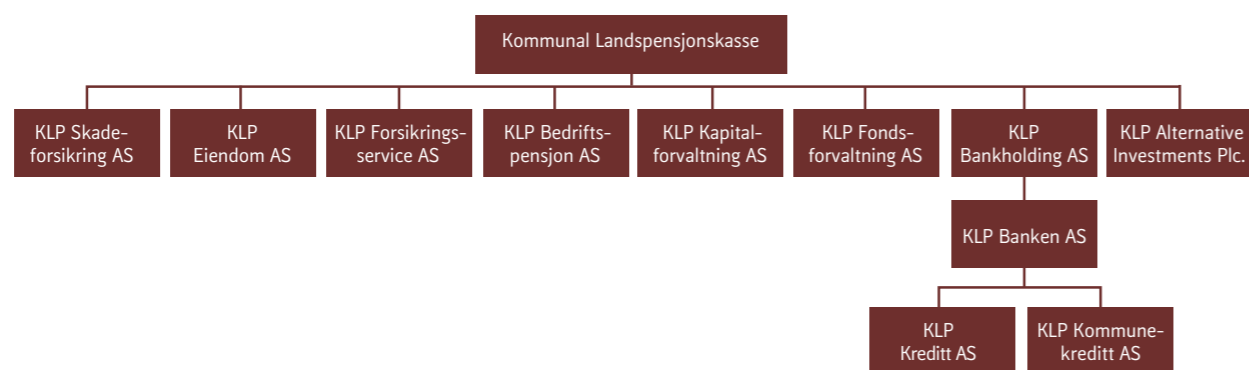 Kommunal Landspensjonskasse
KLP Skade-
forsikring AS
KLP
Eiendom AS
KLP Forsikrings-
service AS
KLP Bedrifts-
pensjon AS
KLP Kapital-
forvaltning AS
KLP Fonds-
forvaltning AS
KLP
Bankholding AS
KLP Alternative
Investments Plc.
KLP Banken AS
KLP
Kreditt AS
KLP Kommune-
kreditt AS